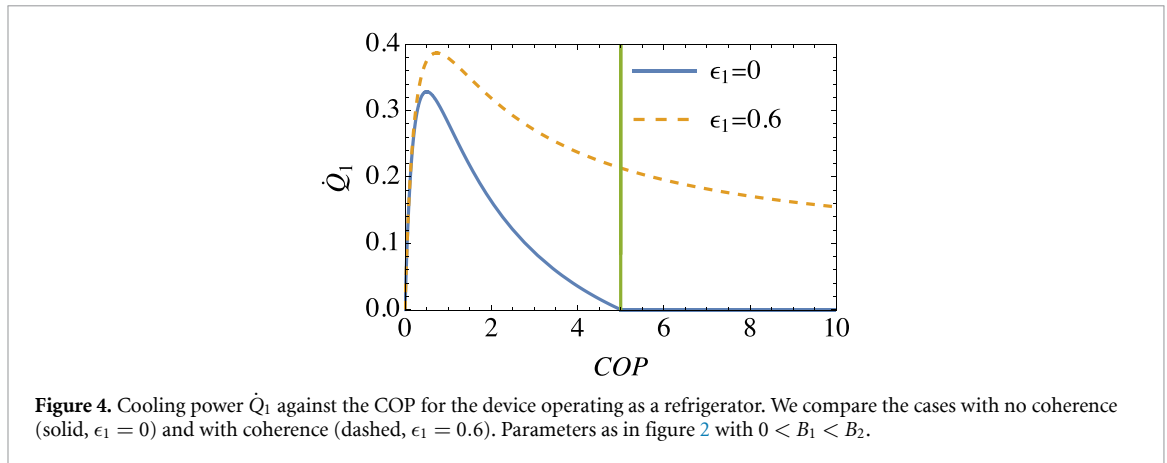 0.4
ϵ₁=0
0.3
ϵ₁=0.6
Q̇₁
0.2
0.1
0.0
0 2 4 6 8 10
COP
Figure 4. Cooling power Q̇₁ against the COP for the device operating as a refrigerator. We compare the cases with no coherence
(solid, ϵ₁ = 0) and with coherence (dashed, ϵ₁ = 0.6). Parameters as in figure 2 with 0 < B₁ < B₂.